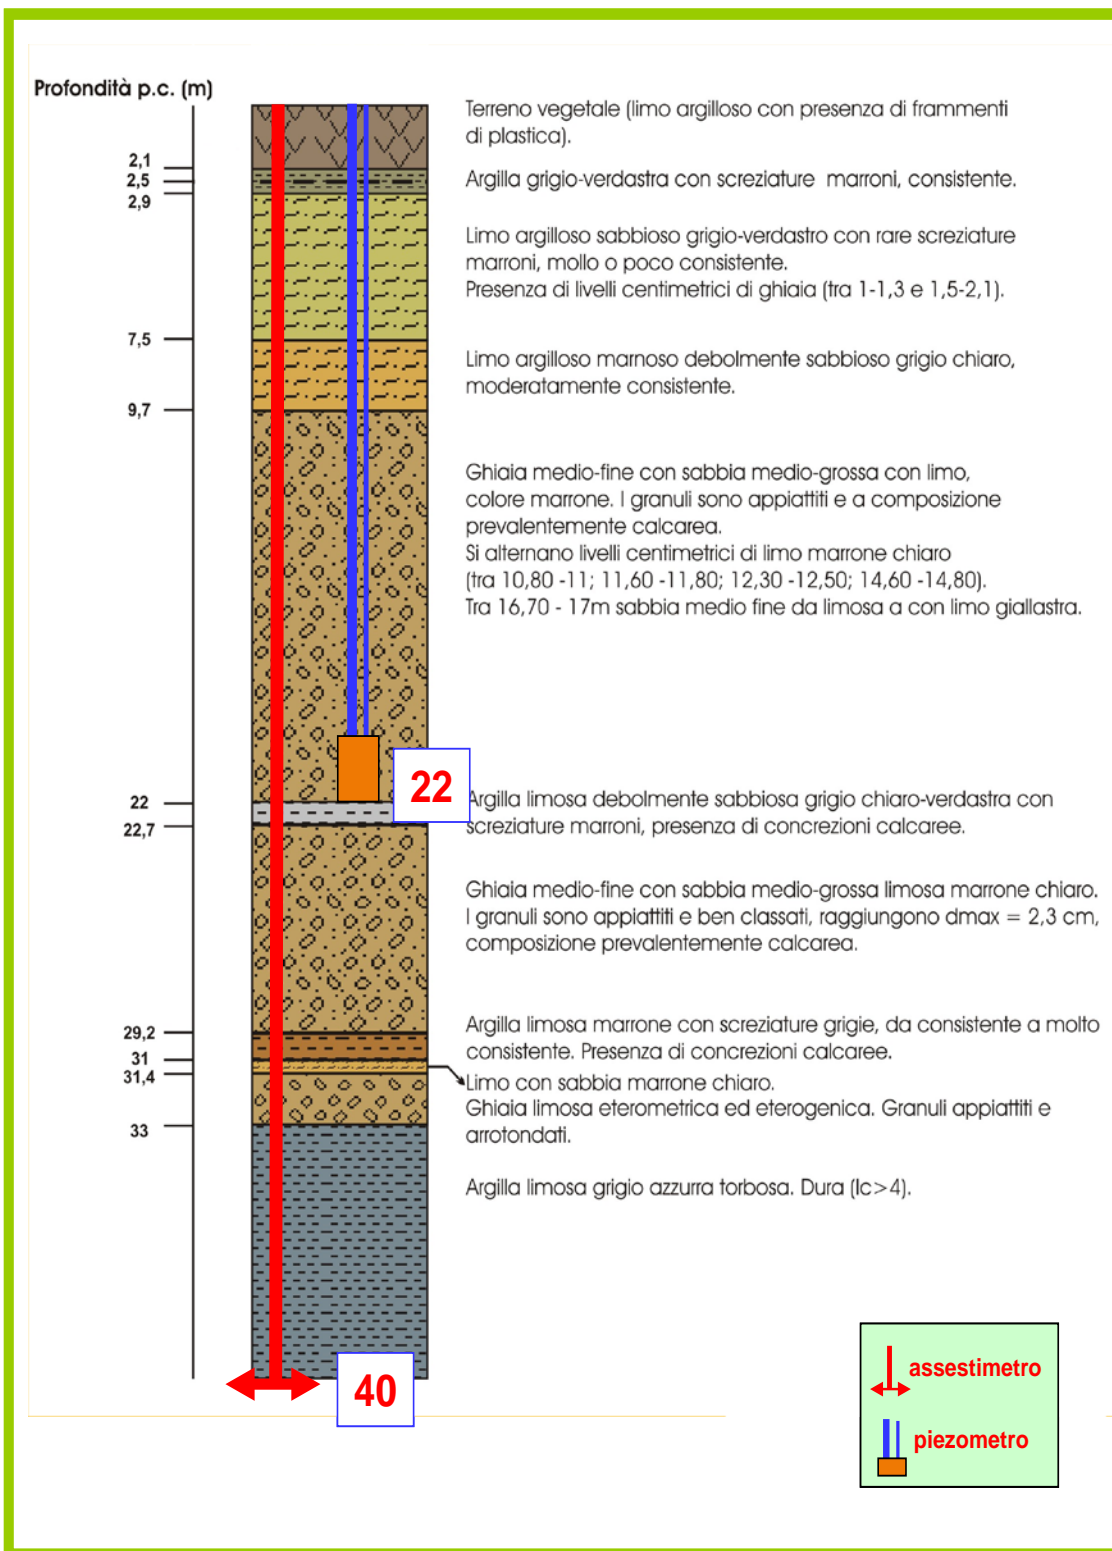 Profondità p.c. (m)
Terreno vegetale (limo argilloso con presenza di frammenti
di plastica).
2,1
2,5
Argilla grigio-verdastra con screziature marroni, consistente.
2,9
Limo argilloso sabbioso grigio-verdastro con rare screziature
marroni, mollo o poco consistente.
Presenza di livelli centimetrici di ghiaia (tra 1-1,3 e 1,5-2,1).
7,5
Limo argilloso marnoso debolmente sabbioso grigio chiaro,
moderatamente consistente.
9,7
Ghiaia medio-fine con sabbia medio-grossa con limo,
colore marrone. I granuli sono appiattiti e a composizione
prevalentemente calcarea.
Si alternano livelli centimetrici di limo marrone chiaro
(tra 10,80 -11; 11,60 -11,80; 12,30 -12,50; 14,60 -14,80).
Tra 16,70 - 17m sabbia medio fine da limosa a con limo giallastra.
22
22
Argilla limosa debolmente sabbiosa grigio chiaro-verdastra con
screziature marroni, presenza di concrezioni calcaree.
22,7
Ghiaia medio-fine con sabbia medio-grossa limosa marrone chiaro.
I granuli sono appiattiti e ben classati, raggiungono dmax = 2,3 cm,
composizione prevalentemente calcarea.
29,2
Argilla limosa marrone con screziature grigie, da consistente a molto
consistente. Presenza di concrezioni calcaree.
31
31,4
Limo con sabbia marrone chiaro.
Ghiaia limosa eterometrica ed eterogenica. Granuli appiattiti e
arrotondati.
33
Argilla limosa grigio azzurra torbosa. Dura (Ic>4).
40
assestimetro
piezometro